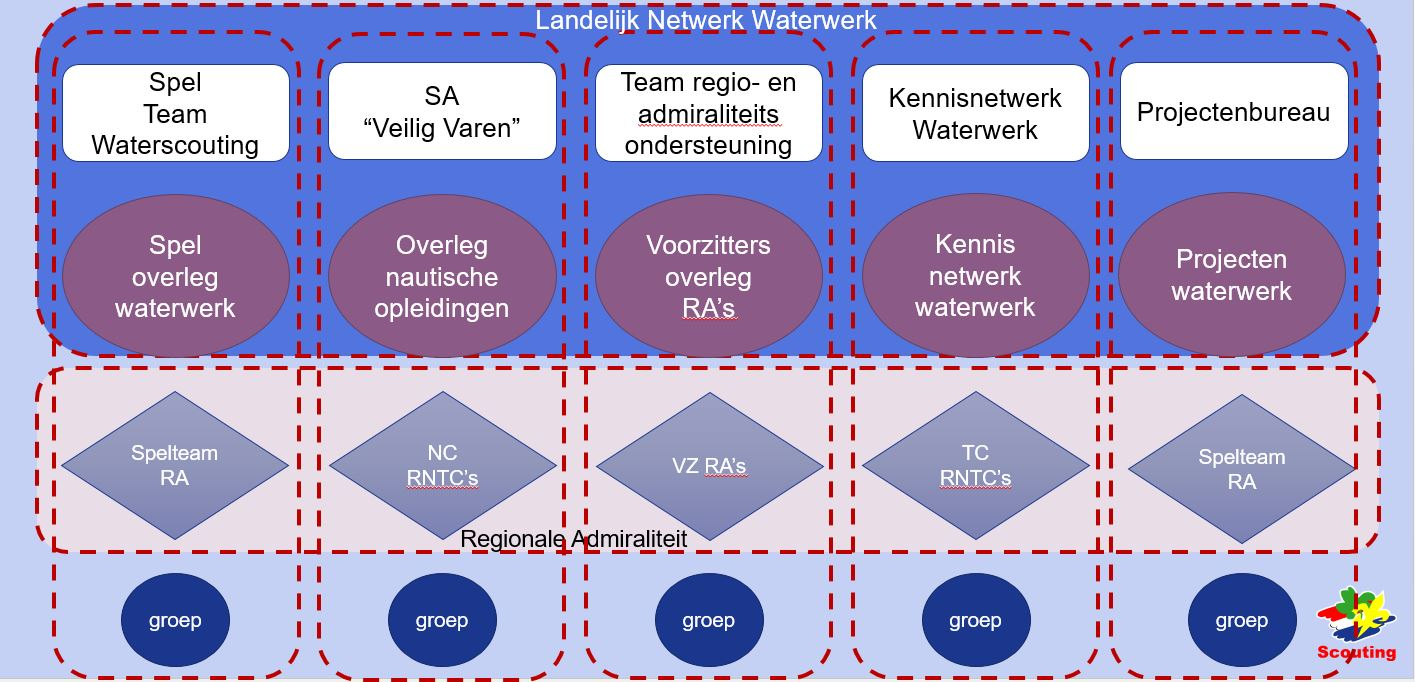 Landelijk Netwerk Waterwerk
Spel
Team
Waterscouting
SA
“Veilig Varen”
Team regio- en
admiraliteits
ondersteuning
Kennisnetwerk
Waterwerk
Projectenbureau
Spel
overleg
waterwerk
Overleg
nautische
opleidingen
Voorzitters
overleg
RA’s
Kennis
netwerk
waterwerk
Projecten
waterwerk
Spelteam
RA
NC
RNTC’s
VZ RA’s
TC
RNTC’s
Spelteam
RA
Regionale Admiraliteit
groep
groep
groep
groep
groep
Scouting